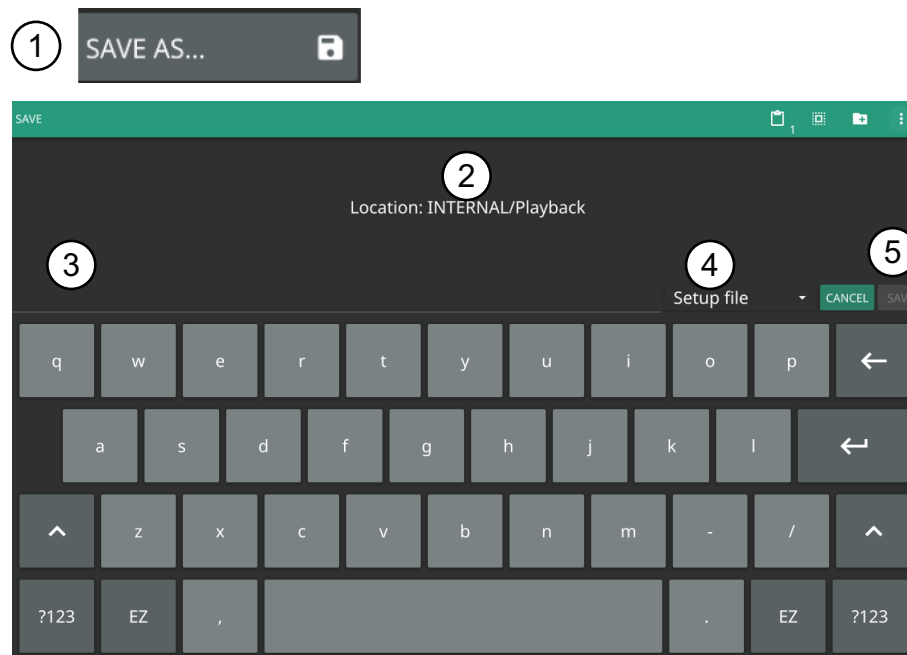 1 SAVE AS...
SAVE 1
2
Location: INTERNAL/Playback
3 4 5
Setup file CANCEL SAV
q w e r t y u i o p
a s d f g h j k l
z x c v b n m - /
?123 EZ , . EZ ?123